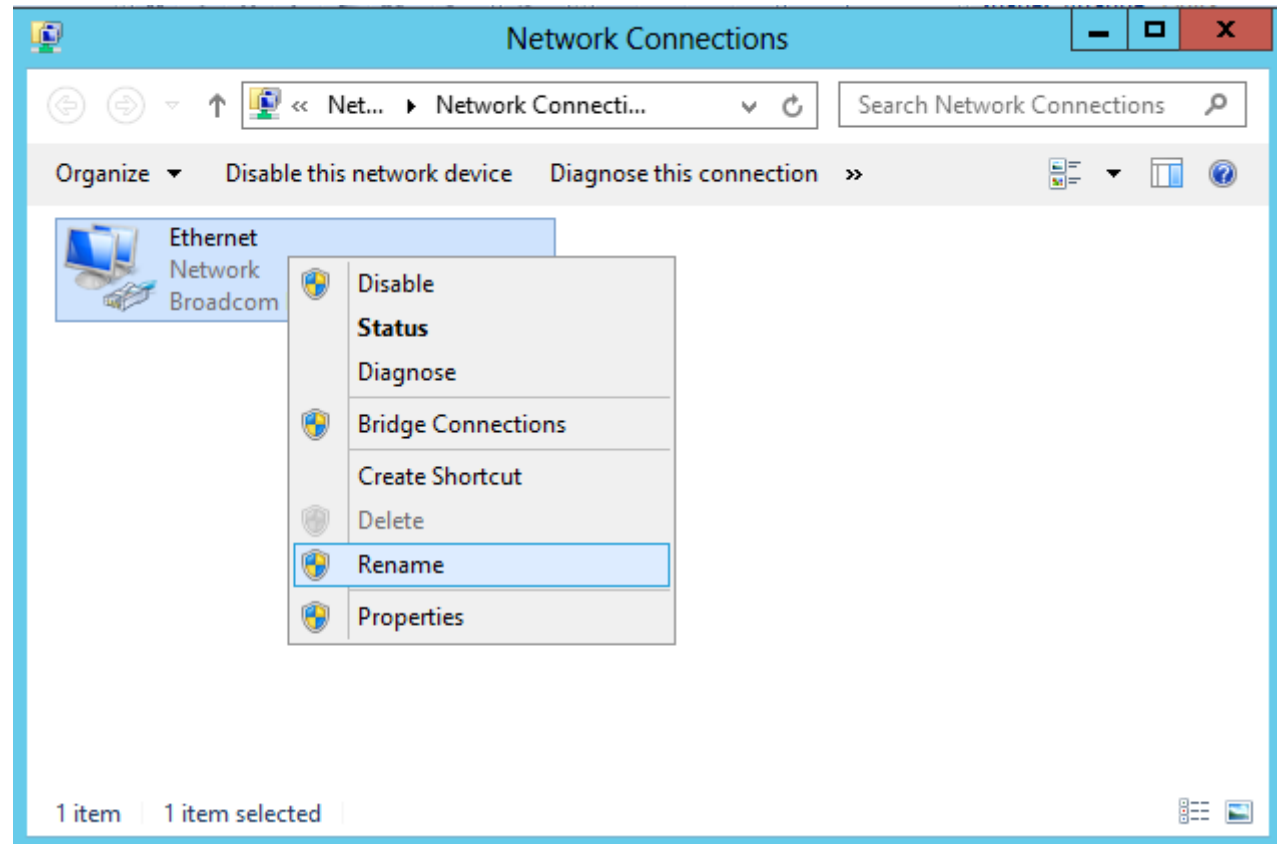 Network Connections
« Net... Network Connecti... Search Network Connections
Organize Disable this network device Diagnose this connection »
Ethernet
Network
Broadcom
Disable
Status
Diagnose
Bridge Connections
Create Shortcut
Delete
Rename
Properties
1 item 1 item selected